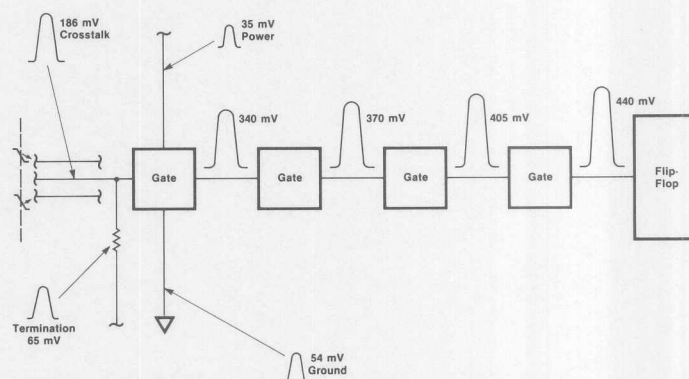 186 mV
Crosstalk
35 mV
Power
340 mV
370 mV
405 mV
440 mV
Gate
Gate
Gate
Gate
Flip-
Flop
Termination
65 mV
54 mV
Ground